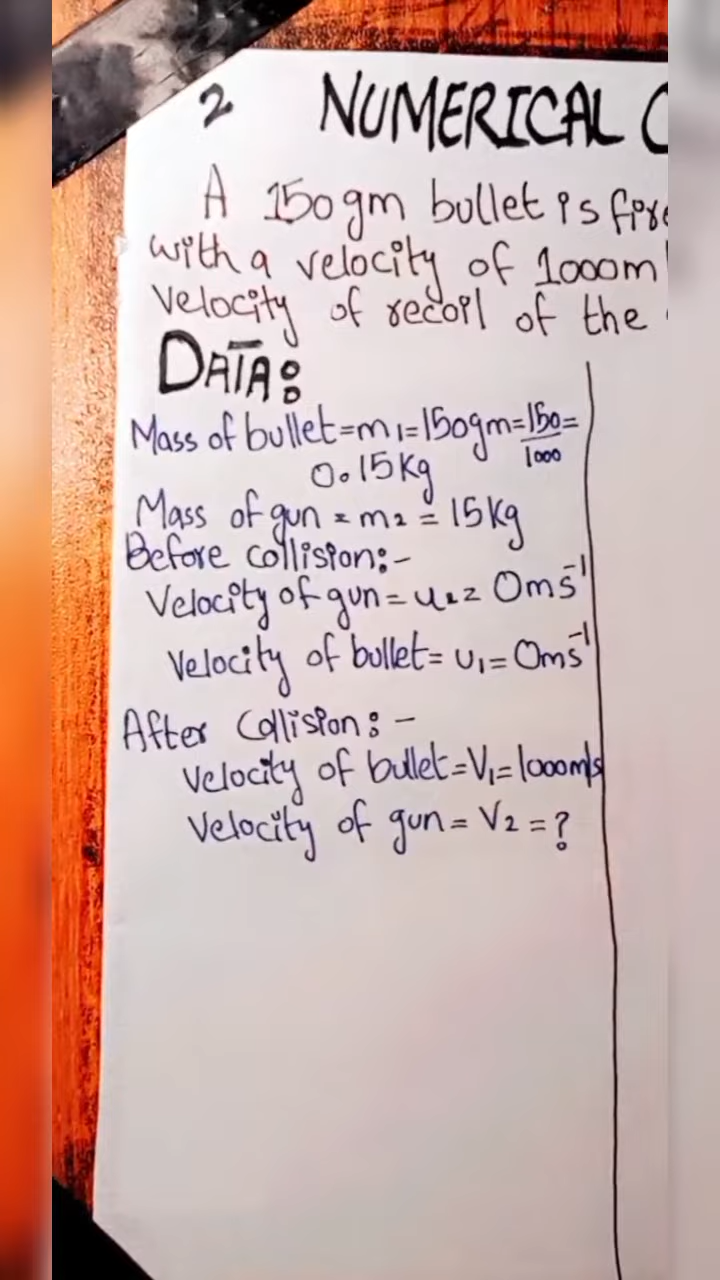 2 NUMERICAL
A 150gm bullet is fire
with a velocity of 1000m
Velocity of recoil of the
DATA:
Mass of bullet=m1=150gm=150/1000=
0.15Kg
Mass of gun = m2 = 15Kg
Before collision:-
Velocity of gun= u2= 0ms⁻¹
Velocity of bullet= u1= 0ms⁻¹
After Collision:-
Velocity of bullet=V1=1000m/s
Velocity of gun= V2=?